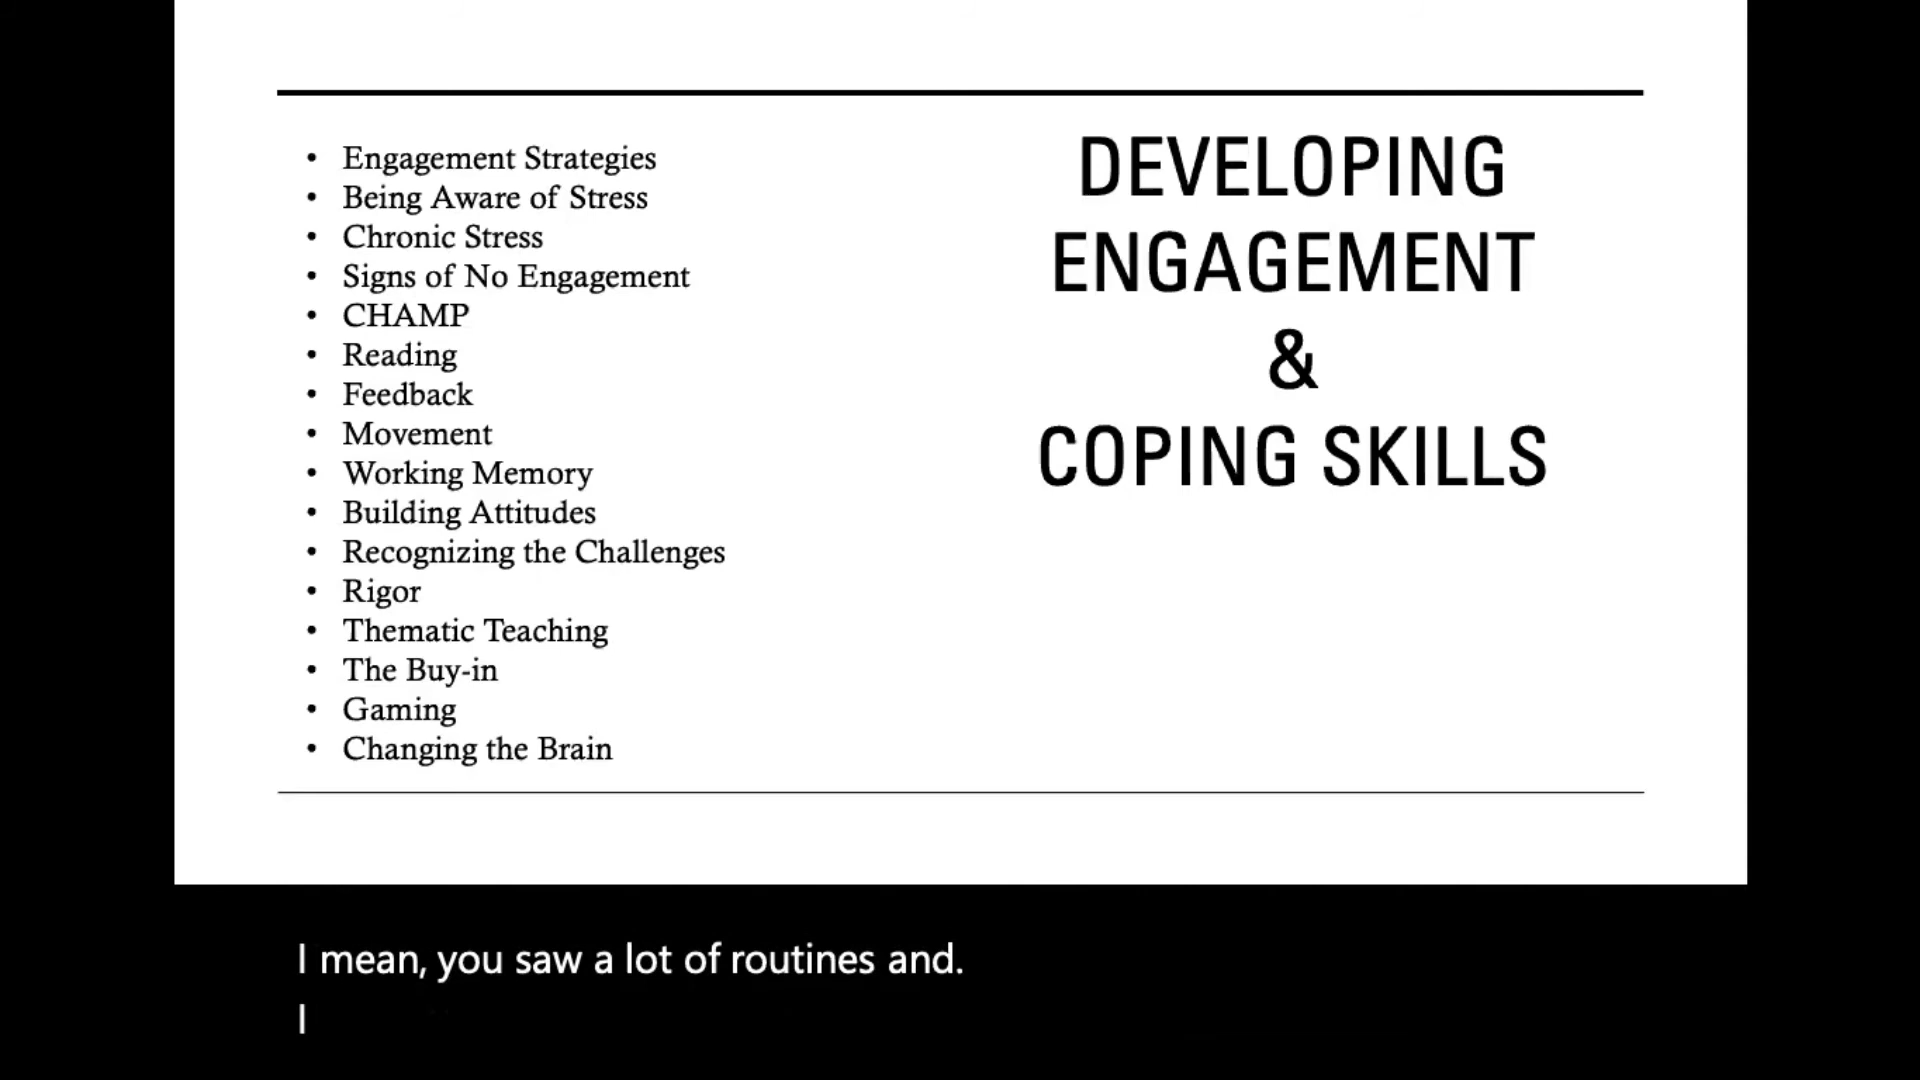 • Engagement Strategies
• Being Aware of Stress
• Chronic Stress
• Signs of No Engagement
• CHAMP
• Reading
• Feedback
• Movement
• Working Memory
• Building Attitudes
• Recognizing the Challenges
• Rigor
• Thematic Teaching
• The Buy-in
• Gaming
• Changing the Brain
DEVELOPING
ENGAGEMENT
&
COPING SKILLS
I mean, you saw a lot of routines and.
I